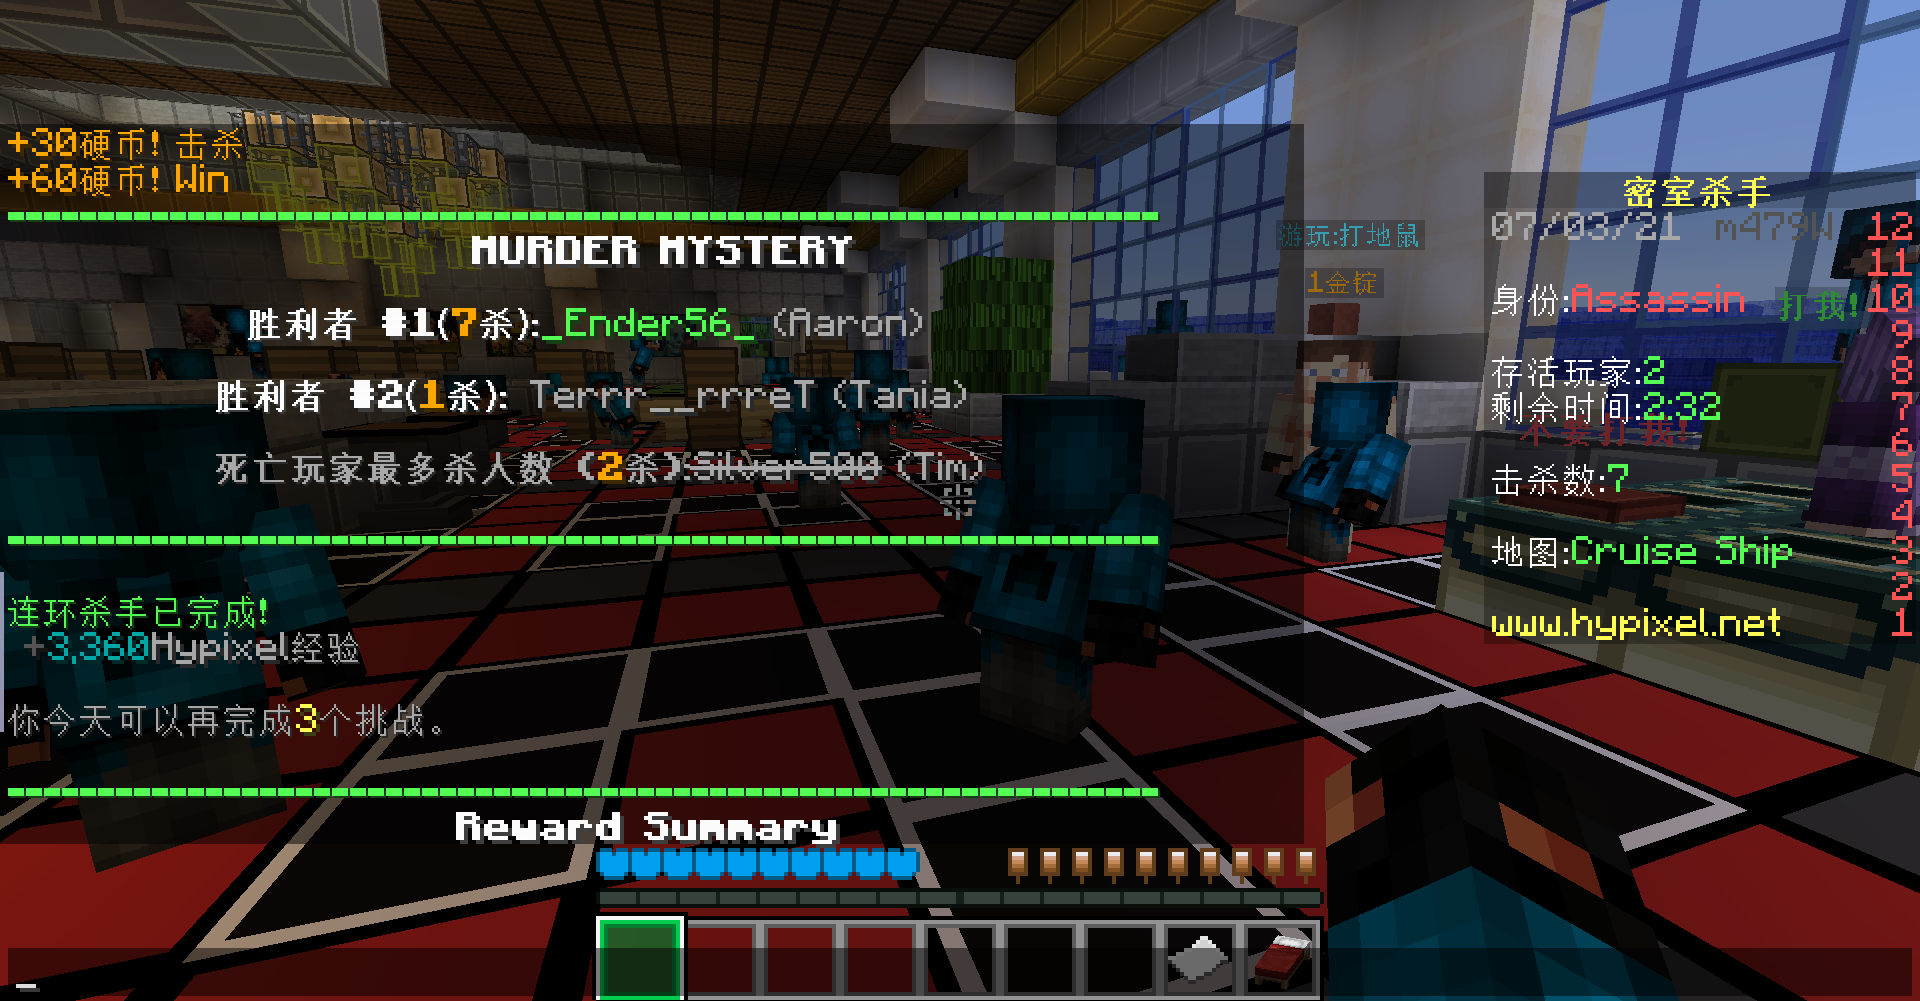 +30硬币! 击杀
+60硬币! Win
MURDER MYSTERY
胜利者 #1(7杀):_Ender56_ (Aaron)
胜利者 #2(1杀): Terrr__rrreT (Tania)
死亡玩家最多杀人数 (2杀):Silver500 (Tim)
连环杀手已完成!
+3,360Hypixel经验
你今天可以再完成3个挑战。
Reward Summary
游玩:打地鼠
1金锭
打我!
不要打我!
密室杀手
07/03/21 m479W 12
11
身份:Assassin 10
9
存活玩家:2 8
剩余时间:2:32 7
6
击杀数:7 5
4
地图:Cruise Ship 3
2
www.hypixel.net 1